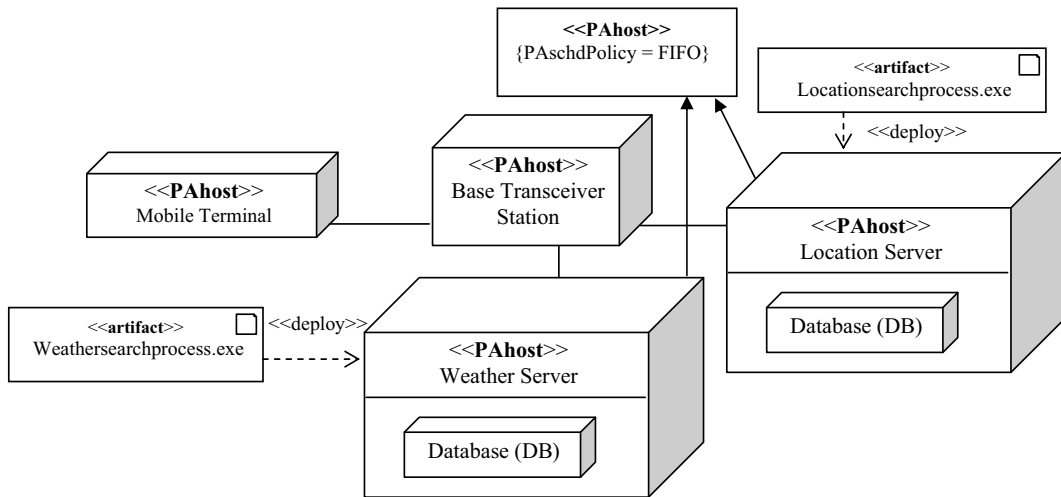 <<PAhost>>
{PAschdPolicy = FIFO}
<<artifact>>
Locationsearchprocess.exe
<<deploy>>
<<PAhost>>
Mobile Terminal
<<PAhost>>
Base Transceiver
Station
<<PAhost>>
Location Server
Database (DB)
<<artifact>>
Weathersearchprocess.exe
<<deploy>>
<<PAhost>>
Weather Server
Database (DB)